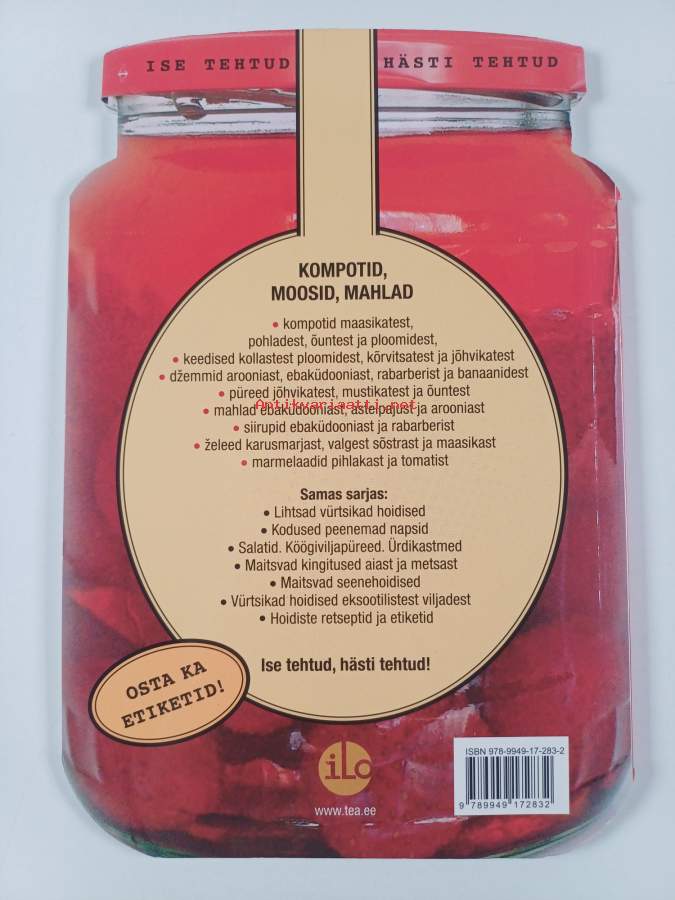 ISE TEHTUD HÄSTI TEHTUD
KOMPOTID,
MOOSID, MAHLAD
• kompotid maasikatest,
pohladest, õuntest ja ploomidest,
• keedised kollastest ploomidest, kõrvitsatest ja jõhvikatest
• džemmid arooniast, ebaküdooniast, rabarberist ja banaanidest
• püreed jõhvikatest, mustikatest ja õuntest
Antikvariaatti.net
• mahlad ebaküdooniast, astelpajust ja arooniast
• siirupid ebaküdooniast ja rabarberist
• želeed karusmarjast, valgest sõstrast ja maasikast
• marmelaadid pihlakast ja tomatist
Samas sarjas:
• Lihtsad vürtsikad hoidised
• Kodused peenemad napsid
• Salatid. Köögiviljapüreed. Ürdikastmed
• Maitsvad kingitused aiast ja metsast
• Maitsvad seenehoidised
• Vürtsikad hoidised eksootilistest viljadest
• Hoidiste retseptid ja etiketid
Ise tehtud, hästi tehtud!
OSTA KA
ETIKETID!
iLo
www.tea.ee
ISBN 978-9949-17-283-2
9 789949 172832